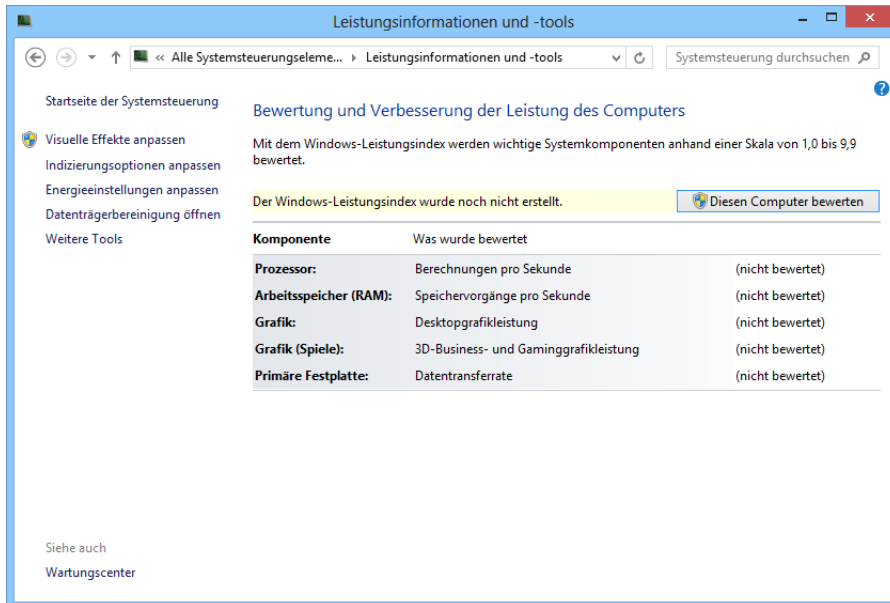 Leistungsinformationen und -tools
« Alle Systemsteuerungseleme... Leistungsinformationen und -tools
Systemsteuerung durchsuchen
Startseite der Systemsteuerung
Visuelle Effekte anpassen
Indizierungsoptionen anpassen
Energieeinstellungen anpassen
Datenträgerbereinigung öffnen
Weitere Tools
Siehe auch
Wartungscenter
Bewertung und Verbesserung der Leistung des Computers
Mit dem Windows-Leistungsindex werden wichtige Systemkomponenten anhand einer Skala von 1,0 bis 9,9
bewertet.
Der Windows-Leistungsindex wurde noch nicht erstellt. Diesen Computer bewerten
Komponente Was wurde bewertet
Prozessor: Berechnungen pro Sekunde (nicht bewertet)
Arbeitsspeicher (RAM): Speichervorgänge pro Sekunde (nicht bewertet)
Grafik: Desktopgrafikleistung (nicht bewertet)
Grafik (Spiele): 3D-Business- und Gaminggrafikleistung (nicht bewertet)
Primäre Festplatte: Datentransferrate (nicht bewertet)